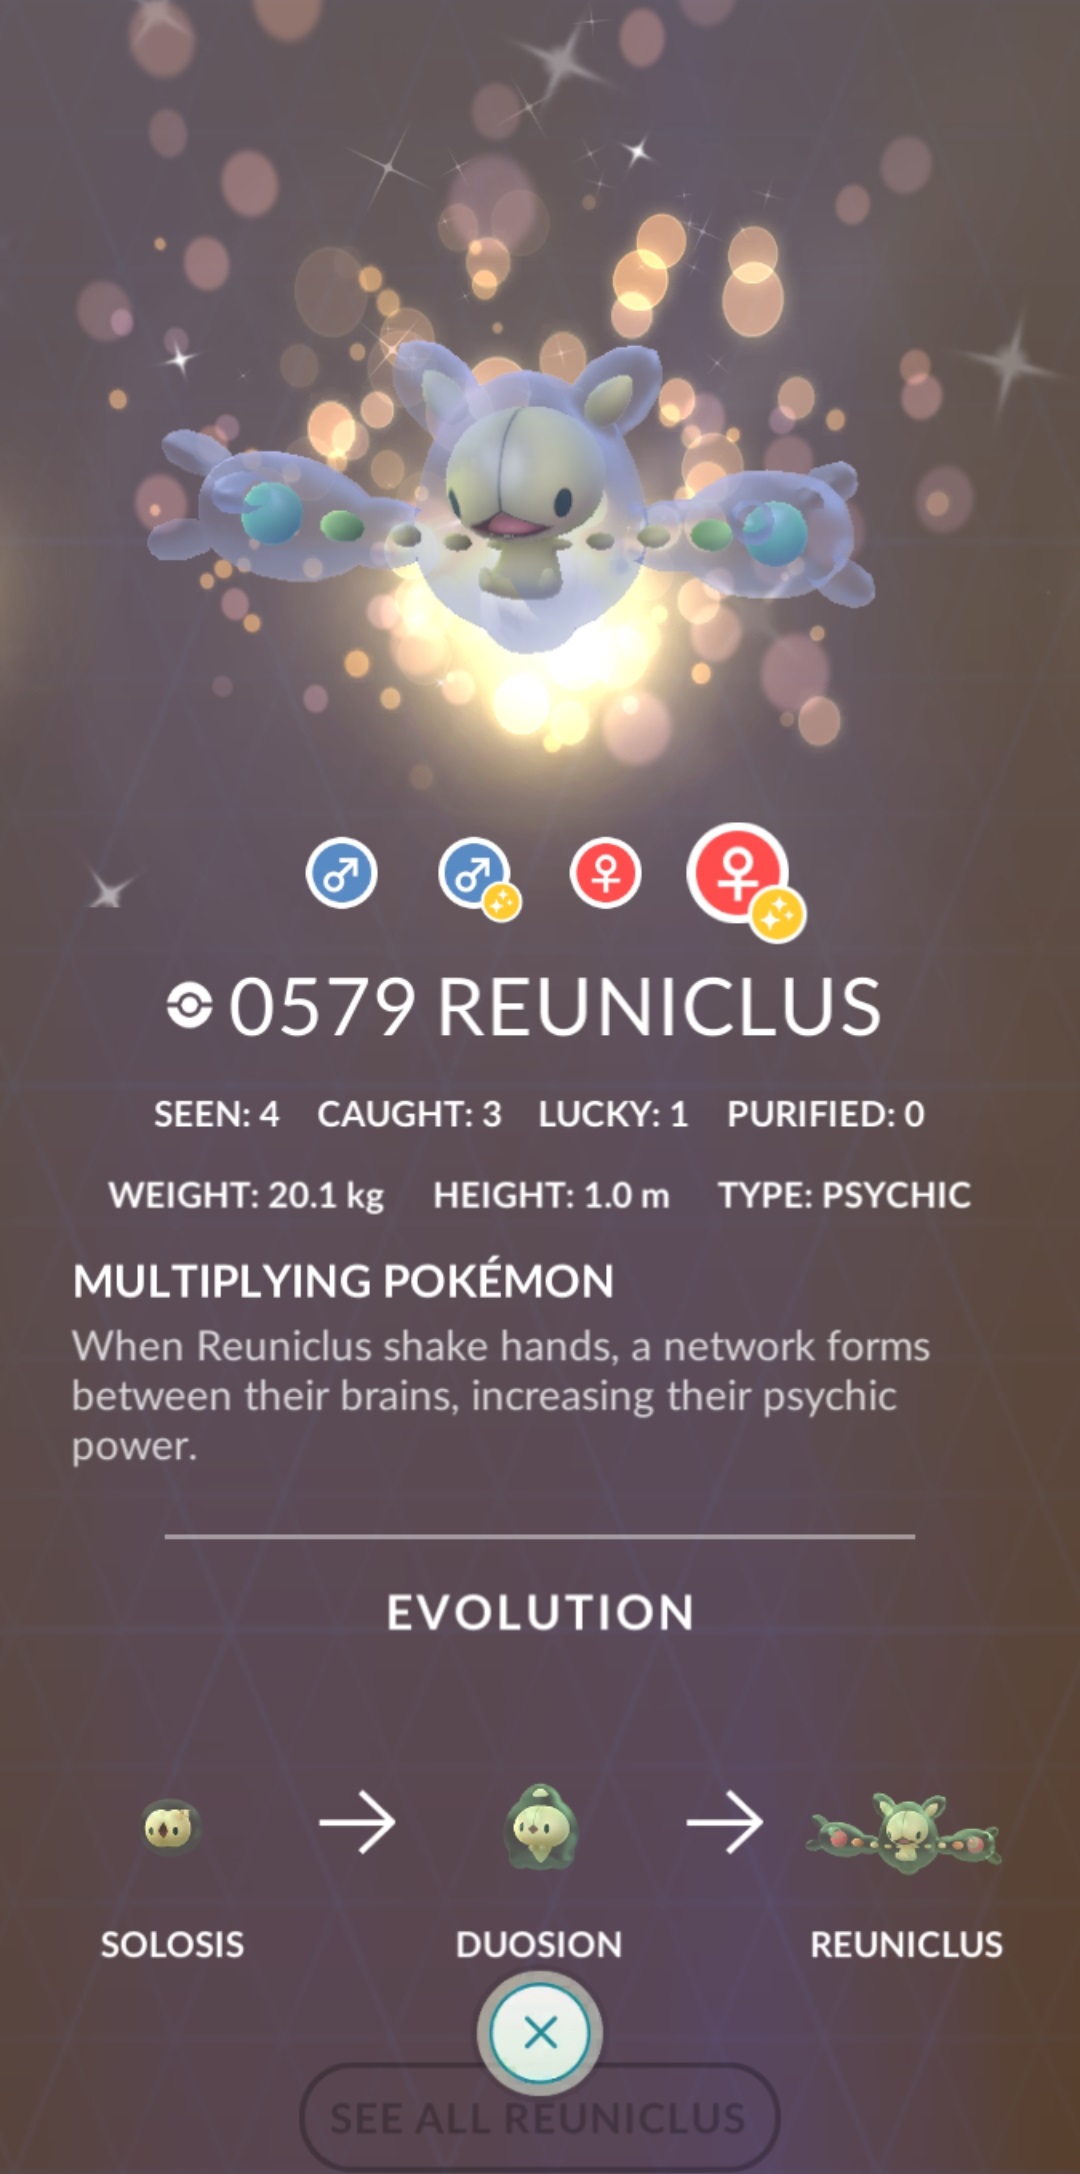 0579 REUNICLUS
SEEN: 4 CAUGHT: 3 LUCKY: 1 PURIFIED: 0
WEIGHT: 20.1 kg HEIGHT: 1.0 m TYPE: PSYCHIC
MULTIPLYING POKÉMON
When Reuniclus shake hands, a network forms
between their brains, increasing their psychic
power.
EVOLUTION
SOLOSIS DUOSION REUNICLUS
SEE ALL REUNICLUS